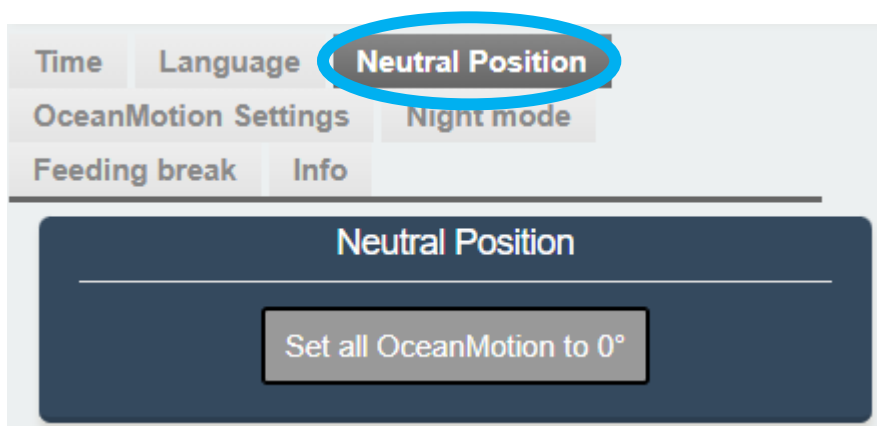 Time Language Neutral Position
OceanMotion Settings Night mode
Feeding break Info
Neutral Position
Set all OceanMotion to 0°